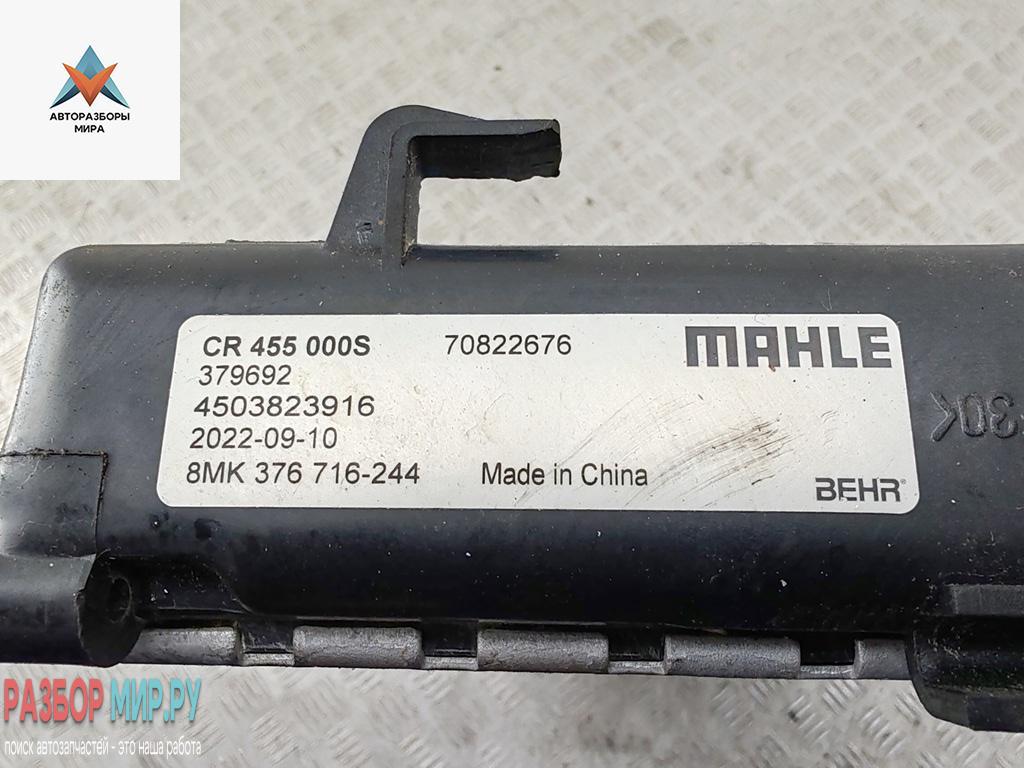 АВТОРАЗБОРЫ
МИРА
CR 455 000S 70822676 MAHLE
379692
4503823916
2022-09-10
8MK 376 716-244 Made in China BEHR®
РАЗБОР МИР.РУ
поиск автозапчастей - это наша работа